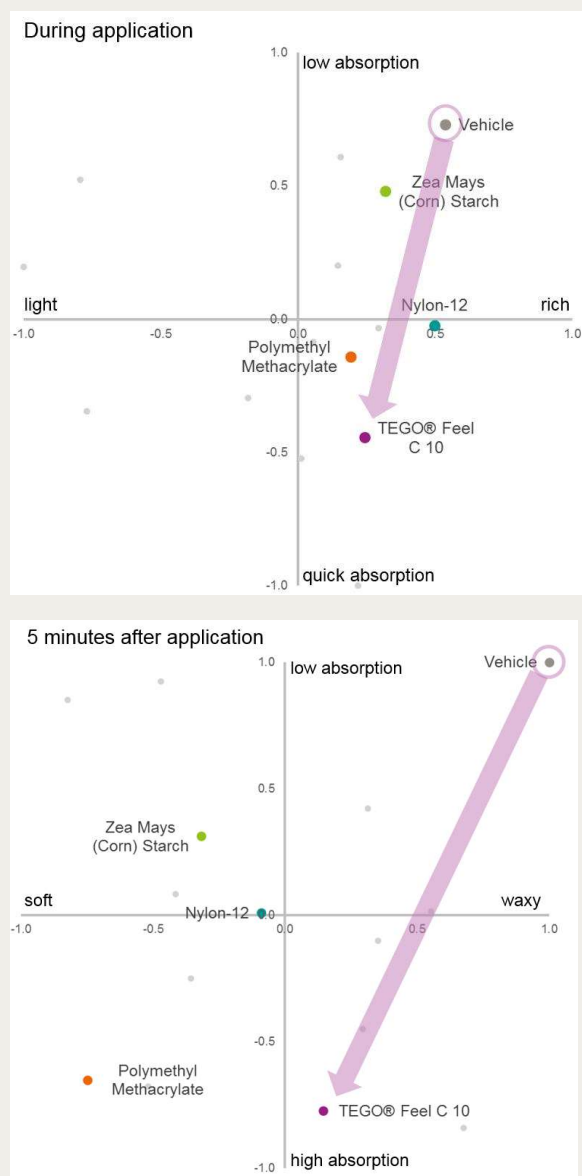 During application
1.0
low absorption
Vehicle
Zea Mays
(Corn) Starch
0.5
light
Nylon-12
rich
-1.0
-0.5
0.0
0.0
0.5
1.0
Polymethyl
Methacrylate
TEGO® Feel
C 10
-0.5
-1.0
quick absorption
5 minutes after application
1.0
low absorption
Vehicle
0.5
Zea Mays
(Corn) Starch
soft
Nylon-12
waxy
-1.0
-0.5
0.0
0.5
1.0
-0.5
Polymethyl
Methacrylate
TEGO® Feel C 10
-1.0
high absorption